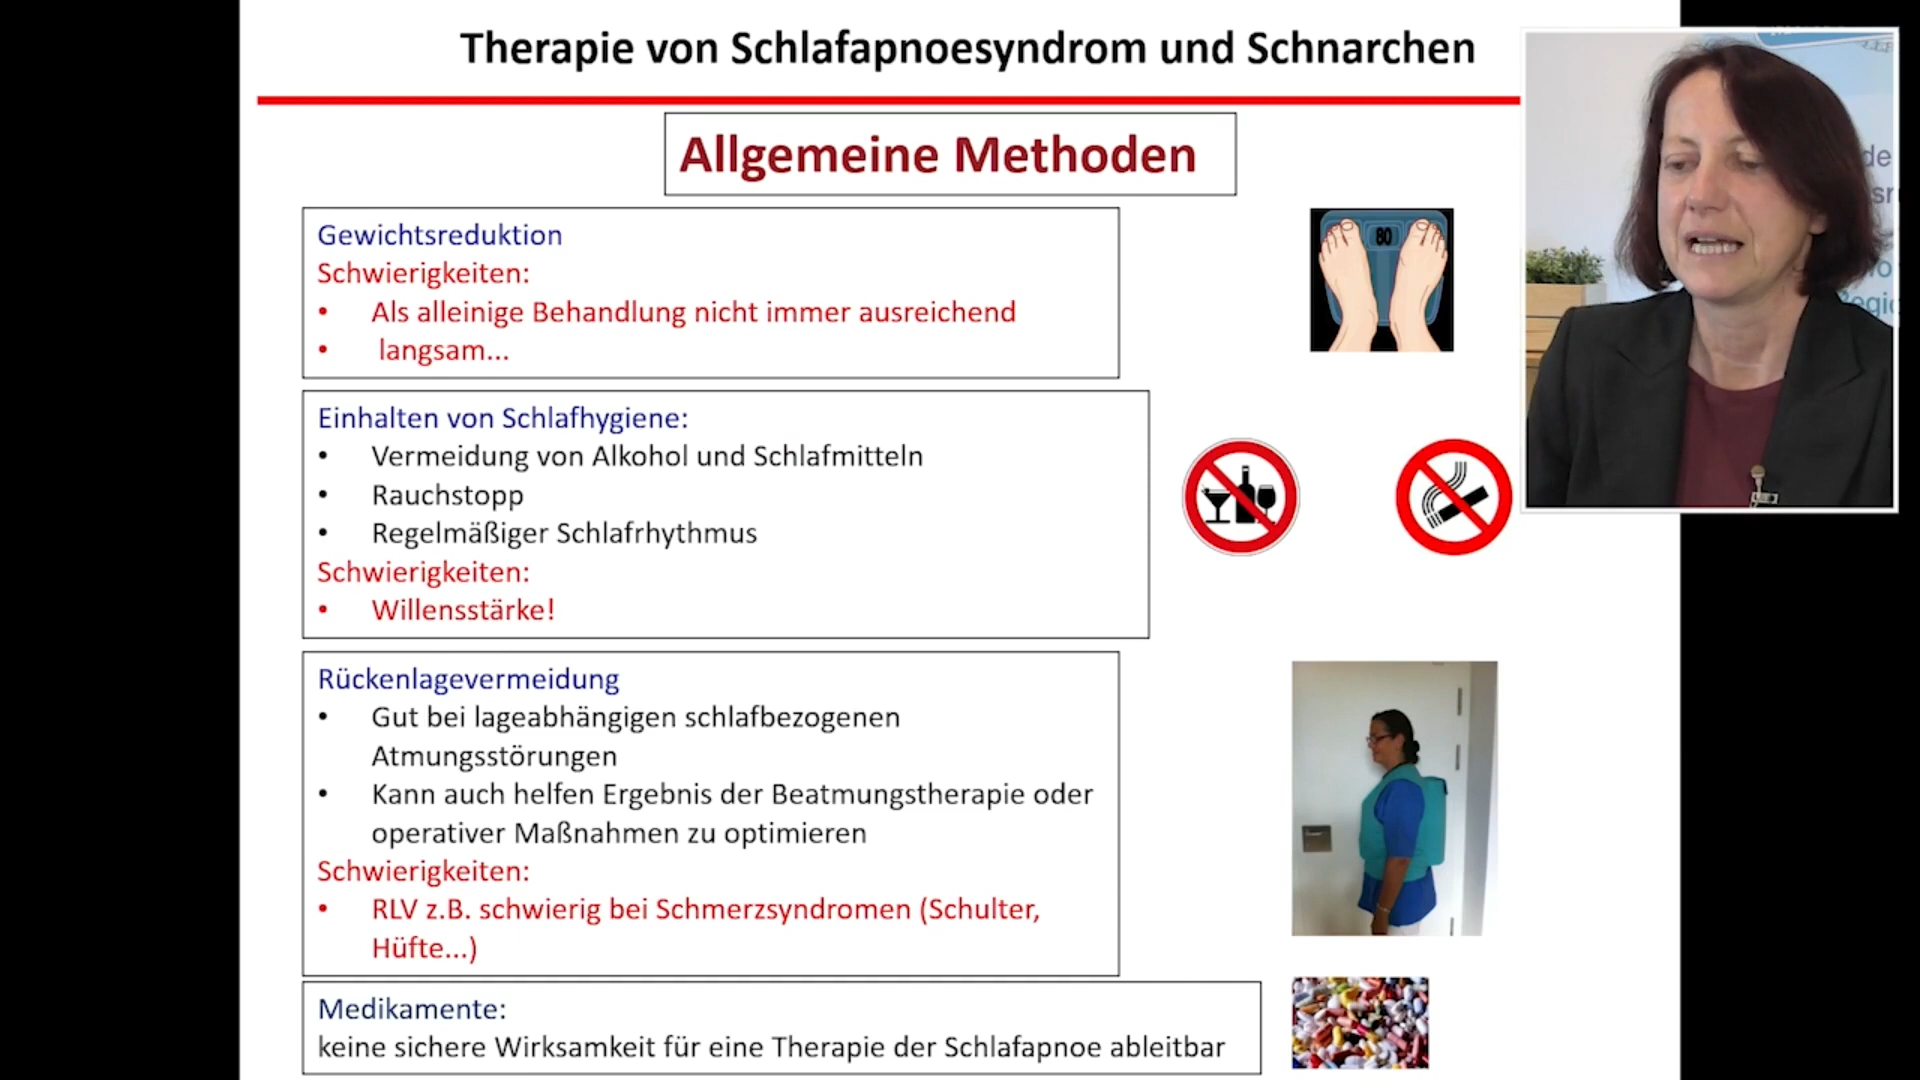 Therapie von Schlafapnoesyndrom und Schnarchen
Allgemeine Methoden
Gewichtsreduktion
Schwierigkeiten:
• Als alleinige Behandlung nicht immer ausreichend
• langsam...
80
Einhalten von Schlafhygiene:
• Vermeidung von Alkohol und Schlafmitteln
• Rauchstopp
• Regelmäßiger Schlafrhythmus
Schwierigkeiten:
• Willensstärke!
Rückenlagevermeidung
• Gut bei lageabhängigen schlafbezogenen
Atmungsstörungen
• Kann auch helfen Ergebnis der Beatmungstherapie oder
operativer Maßnahmen zu optimieren
Schwierigkeiten:
• RLV z.B. schwierig bei Schmerzsyndromen (Schulter,
Hüfte...)
Medikamente:
keine sichere Wirksamkeit für eine Therapie der Schlafapnoe ableitbar